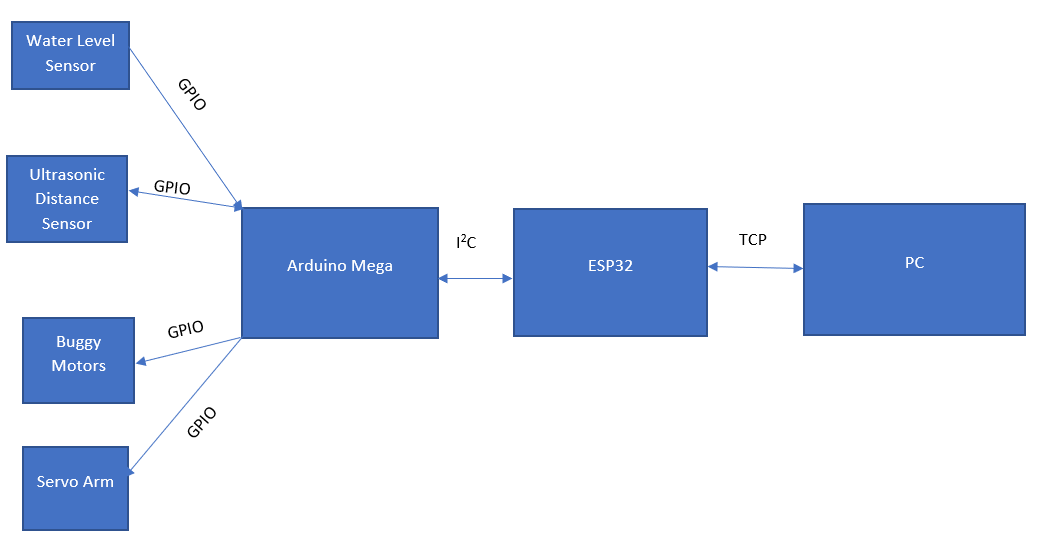 Water Level
Sensor
GPIO
Ultrasonic
Distance
Sensor
GPIO
Arduino Mega
I²C
ESP32
TCP
PC
GPIO
Buggy
Motors
GPIO
Servo Arm